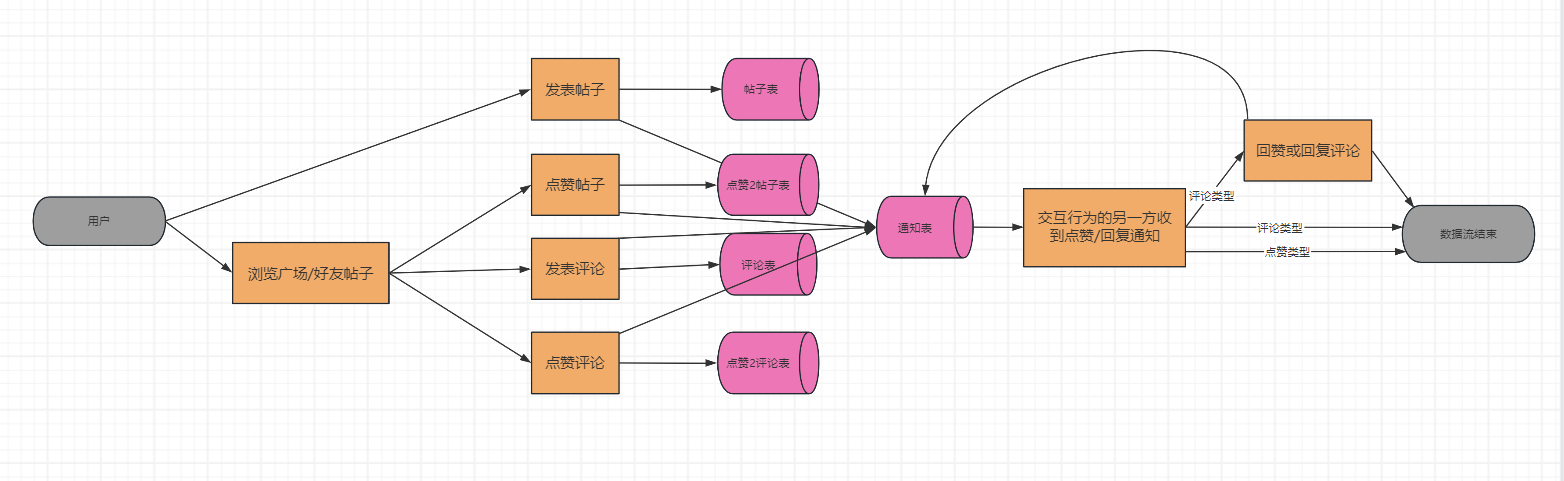 用户
浏览广场/好友帖子
发表帖子
点赞帖子
发表评论
点赞评论
帖子表
点赞2帖子表
评论表
点赞2评论表
通知表
交互行为的另一方收
到点赞/回复通知
评论类型
评论类型
点赞类型
回赞或回复评论
数据流结束